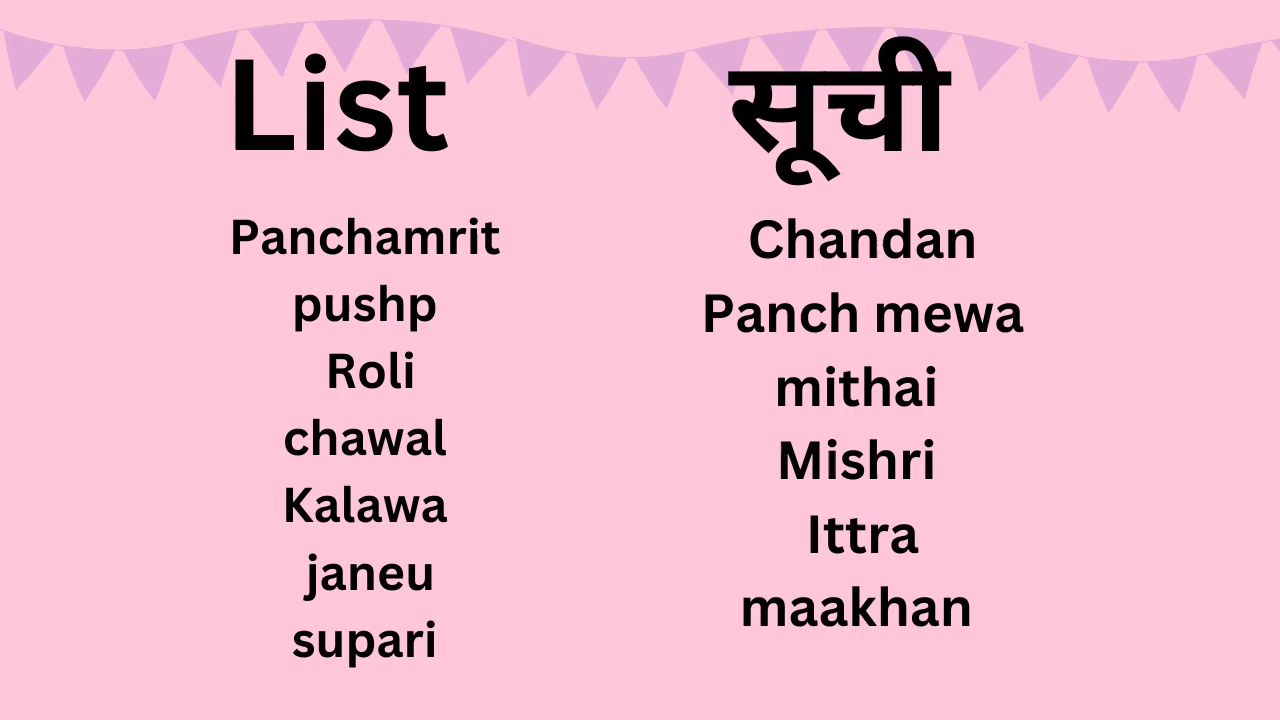 List
Panchamrit
pushp
Roli
chawal
Kalawa
janeu
supari
सूची
Chandan
Panch mewa
mithai
Mishri
Ittra
maakhan